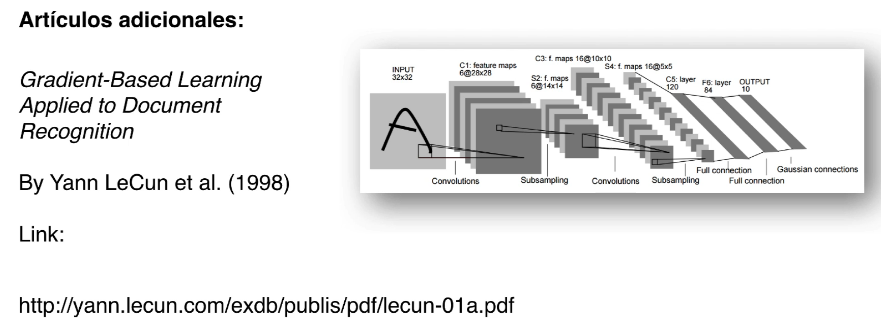 Artículos adicionales:
Gradient-Based Learning
Applied to Document
Recognition
By Yann LeCun et al. (1998)
Link:
http://yann.lecun.com/exdb/publis/pdf/lecun-01a.pdf
INPUT
32x32
C1: feature maps
6@28x28
S2: f. maps
6@14x14
C3: f. maps 16@10x10
S4: f. maps 16@5x5
C5: layer
120
F6: layer
84
OUTPUT
10
A
Convolutions
Subsampling
Convolutions
Subsampling
Full connection
Full connection
Gaussian connections